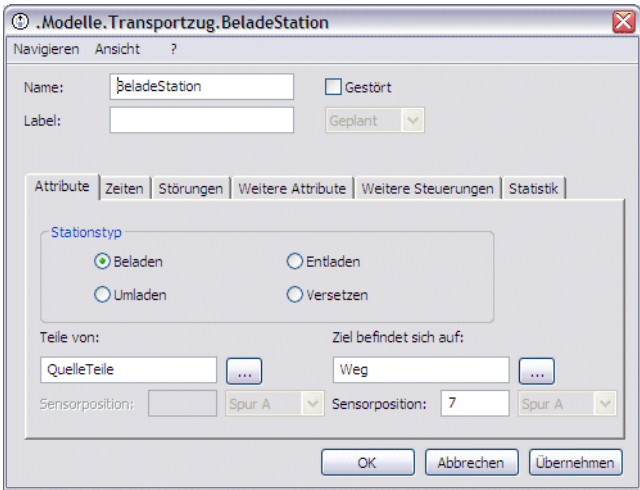 .Modelle.Transportzug.BeladeStation
Navigieren Ansicht ?
Name: BeladeStation Gestört
Label: Geplant
Attribute Zeiten Störungen Weitere Attribute Weitere Steuerungen Statistik
Stationstyp
Beladen Entladen
Umladen Versetzen
Teile von: Ziel befindet sich auf:
QuelleTeile ... Weg ...
Sensorposition: Spur A Sensorposition: 7 Spur A
OK Abbrechen Übernehmen